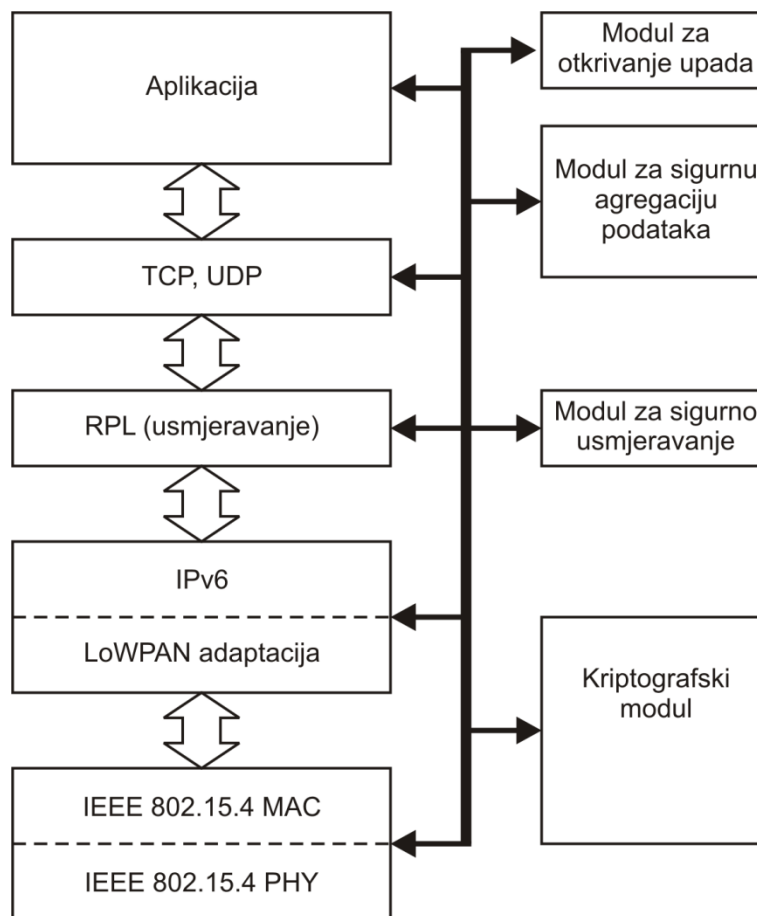 Aplikacija
TCP, UDP
RPL (usmjeravanje)
IPv6
LoWPAN adaptacija
IEEE 802.15.4 MAC
IEEE 802.15.4 PHY
Modul za
otkrivanje upada
Modul za sigurnu
agregaciju
podataka
Modul za sigurno
usmjeravanje
Kriptografski
modul